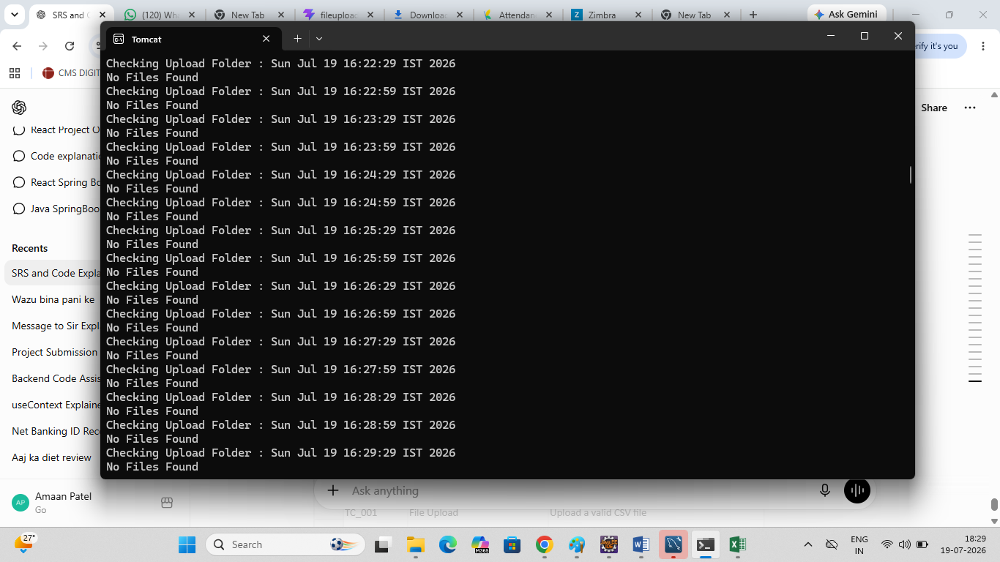 SRS and C
(120) Wh
New Tab
fileuploac
Downloac
Attendan
Zimbra
New Tab
Ask Gemini
Tomcat
erify it's you
CMS DIGIT
Share
React Project O
Code explanatio
React Spring Bo
Java SpringBoo
Recents
SRS and Code Expla
Wazu bina pani ke
Message to Sir Expl
Project Submission
Backend Code Assis
useContext Explaine
Net Banking ID Rec
Aaj ka diet review
AP
Amaan Patel
Go
Checking Upload Folder : Sun Jul 19 16:22:29 IST 2026
No Files Found
Checking Upload Folder : Sun Jul 19 16:22:59 IST 2026
No Files Found
Checking Upload Folder : Sun Jul 19 16:23:29 IST 2026
No Files Found
Checking Upload Folder : Sun Jul 19 16:23:59 IST 2026
No Files Found
Checking Upload Folder : Sun Jul 19 16:24:29 IST 2026
No Files Found
Checking Upload Folder : Sun Jul 19 16:24:59 IST 2026
No Files Found
Checking Upload Folder : Sun Jul 19 16:25:29 IST 2026
No Files Found
Checking Upload Folder : Sun Jul 19 16:25:59 IST 2026
No Files Found
Checking Upload Folder : Sun Jul 19 16:26:29 IST 2026
No Files Found
Checking Upload Folder : Sun Jul 19 16:26:59 IST 2026
No Files Found
Checking Upload Folder : Sun Jul 19 16:27:29 IST 2026
No Files Found
Checking Upload Folder : Sun Jul 19 16:27:59 IST 2026
No Files Found
Checking Upload Folder : Sun Jul 19 16:28:29 IST 2026
No Files Found
Checking Upload Folder : Sun Jul 19 16:28:59 IST 2026
No Files Found
Checking Upload Folder : Sun Jul 19 16:29:29 IST 2026
No Files Found
Ask anything
TC_001 File Upload Upload a valid CSV file
27°
Search
M365
ENG
IN
18:29
19-07-2026